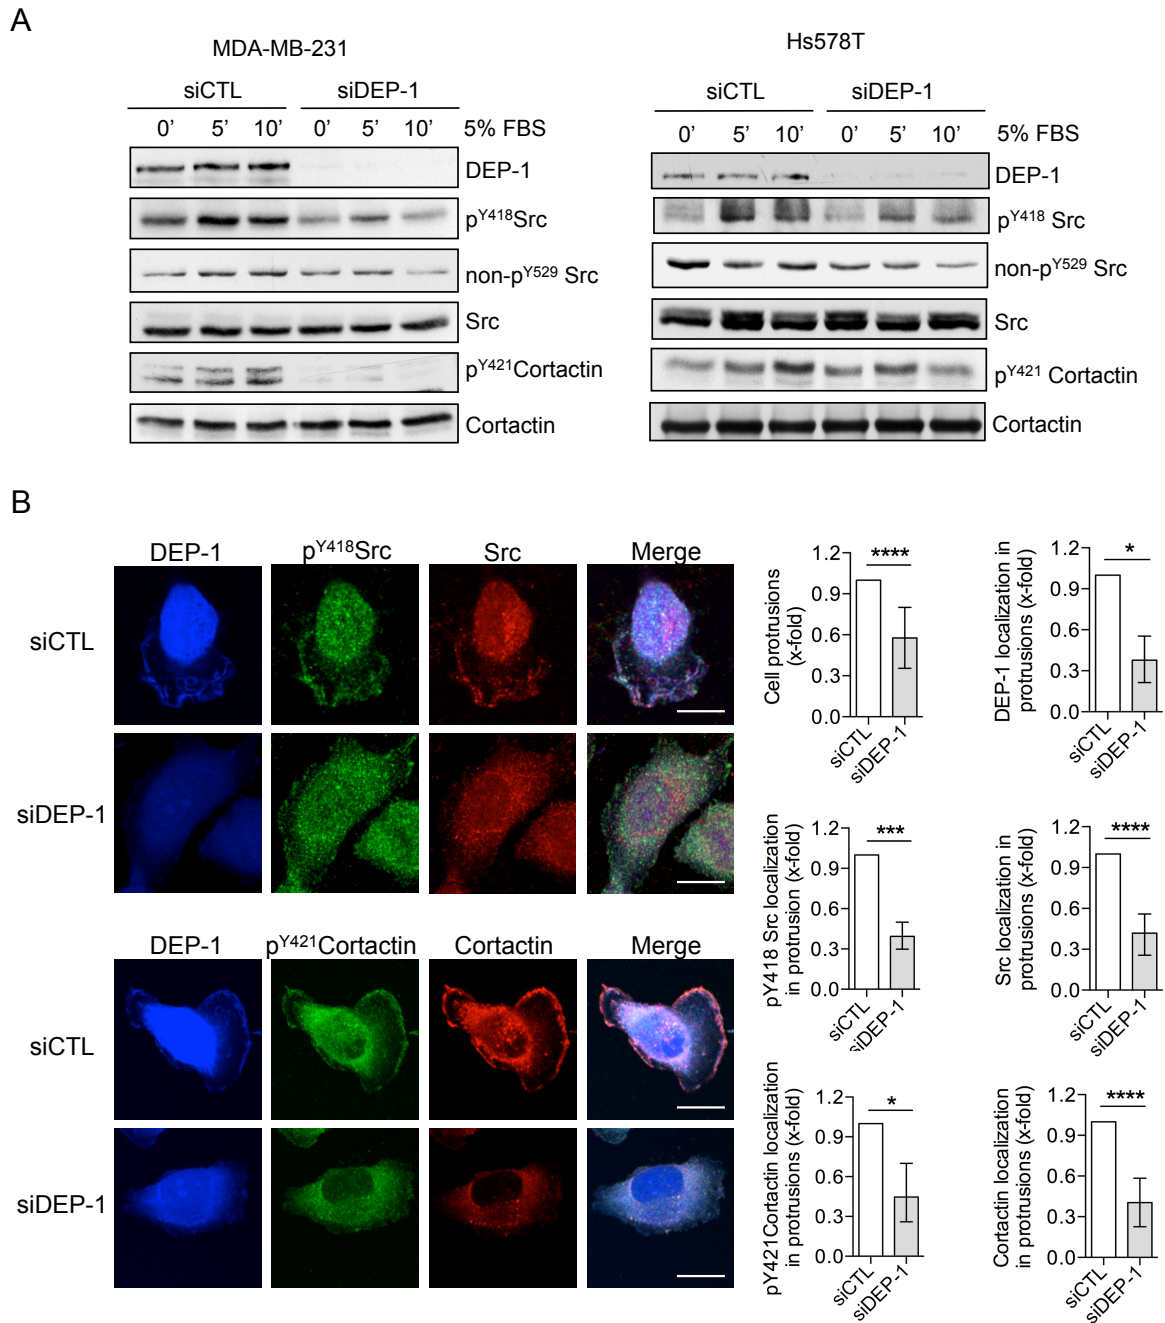 A
MDA-MB-231
siCTL siDEP-1
0’ 5’ 10’ 0’ 5’ 10’ 5% FBS
DEP-1
pY418Src
non-pY529 Src
Src
pY421Cortactin
Cortactin
Hs578T
siCTL siDEP-1
0’ 5’ 10’ 0’ 5’ 10’ 5% FBS
DEP-1
pY418 Src
non-pY529 Src
Src
pY421 Cortactin
Cortactin
B
DEP-1 pY418Src Src Merge
siCTL
siDEP-1
DEP-1 pY421Cortactin Cortactin Merge
siCTL
siDEP-1
Cell protrusions
(x-fold)
1.2
0.9
0.6
0.3
0.0
****
siCTL
siDEP-1
DEP-1 localization in
protrusions (x-fold)
1.2
0.9
0.6
0.3
0.0
*
siCTL
siDEP-1
pY418 Src localization
in protrusion (x-fold)
1.2
0.9
0.6
0.3
0.0
***
siCTL
siDEP-1
Src localization in
protrusions (x-fold)
1.2
0.9
0.6
0.3
0.0
****
siCTL
siDEP-1
pY421Cortactin localization
in protrusions (x-fold)
1.2
0.9
0.6
0.3
0.0
*
siCTL
siDEP-1
Cortactin localization
in protrusions (x-fold)
1.2
0.9
0.6
0.3
0.0
****
siCTL
siDEP-1